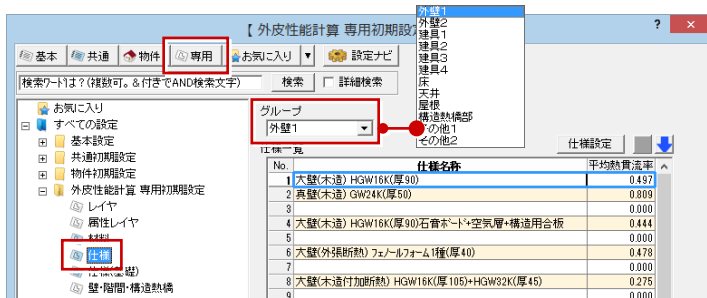 【 外皮性能計算 専用初期設
? ×
基本 共通 物件 専用 お気に入り ▼ 設定ナビ
検索ワードは？(複数可。&付きでAND検索文字) 検索 詳細検索
お気に入り
すべての設定
基本設定
共通初期設定
物件初期設定
外皮性能計算 専用初期設定
レイヤ
属性レイヤ
材料
仕様
仕様(基礎)
壁・階間・構造熱橋
グループ
外壁1
外壁1
外壁2
建具1
建具2
建具3
建具4
床
天井
屋根
構造熱橋部
その他1
その他2
仕様一覧
仕様設定
No. 仕様名称 平均熱貫流率
1 大壁(木造) HGW16K(厚90) 0.497
2 真壁(木造) GW24K(厚50) 0.809
3 0.000
4 大壁(木造) HGW16K(厚90)石膏ボード+空気層+構造用合板 0.444
5 0.000
6 大壁(外張断熱) フェノールフォーム1種(厚40) 0.478
7 0.000
8 大壁(木造付加断熱) HGW16K(厚105)+HGW32K(厚45) 0.275
9 0.000